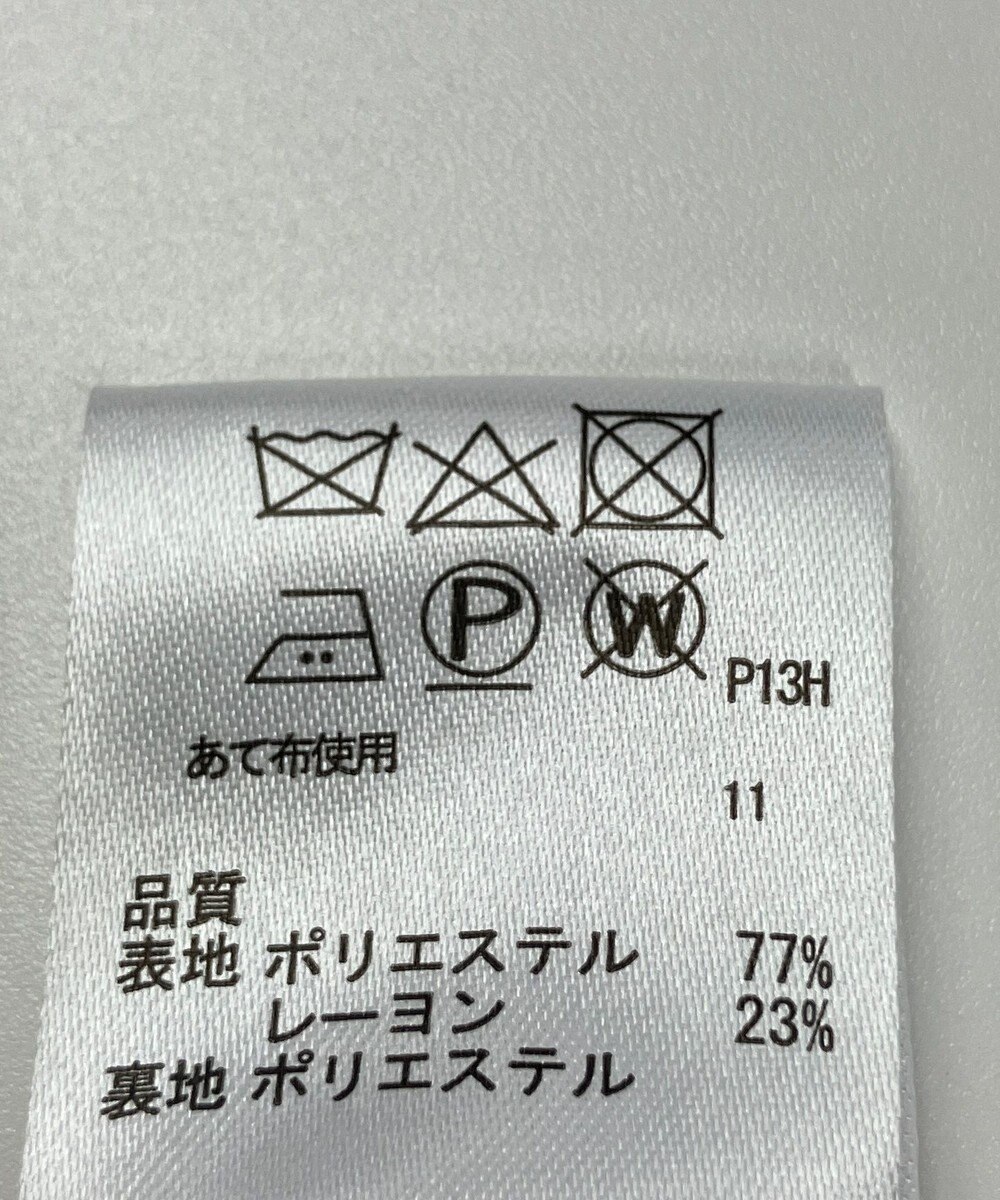 P W
P13H
あて布使用
11
品質
表地 ポリエステル 77%
レーヨン 23%
裏地 ポリエステル